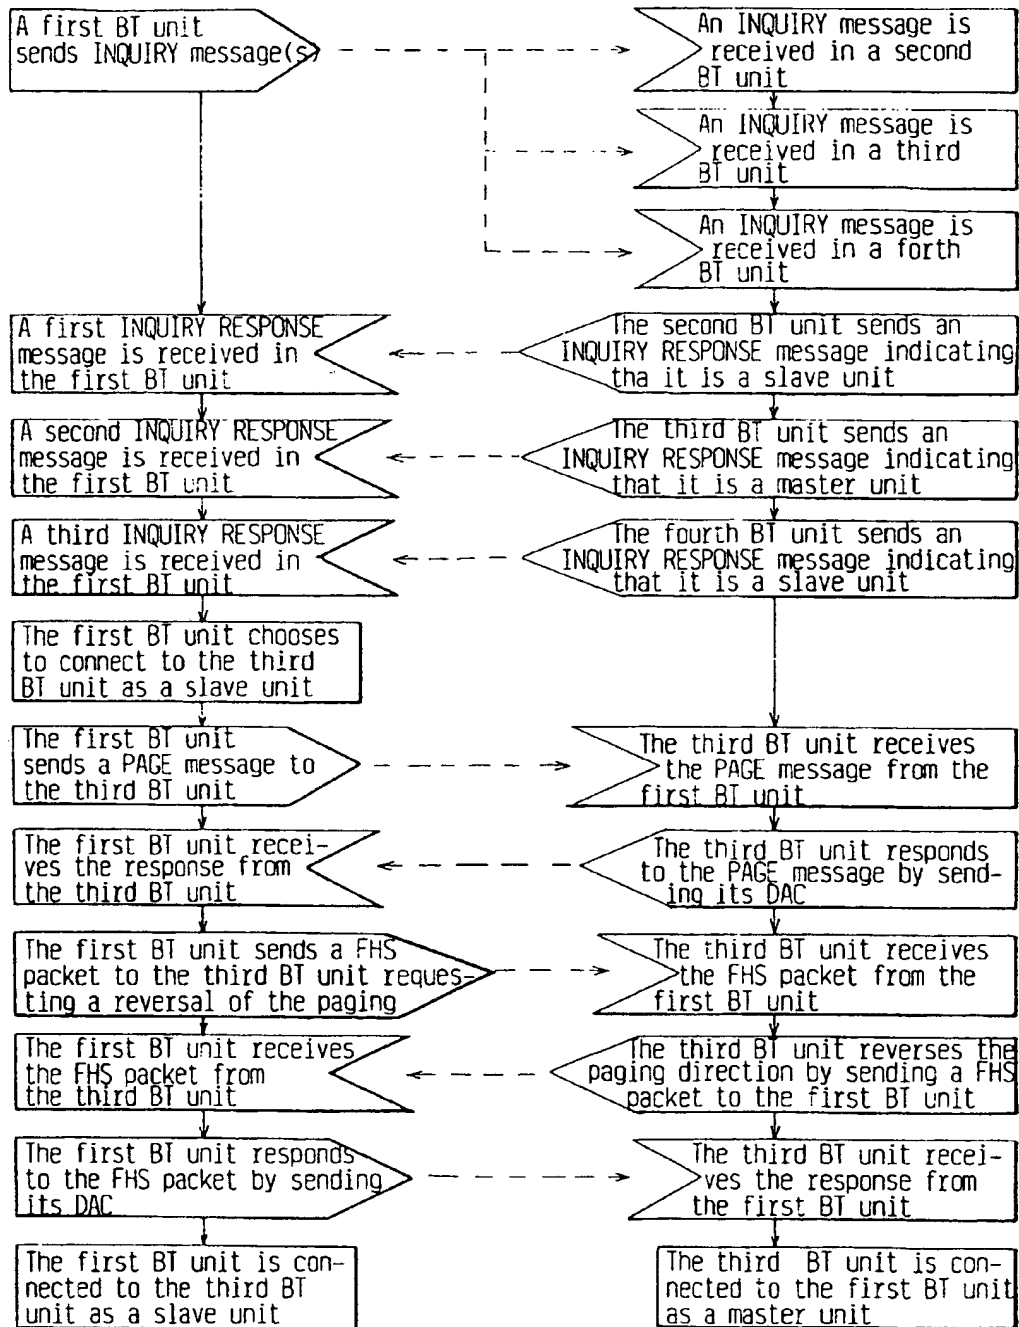 A first BT unit
sends INQUIRY message(s)
An INQUIRY message is
received in a second
BT unit
An INQUIRY message is
received in a third
BT unit
An INQUIRY message is
received in a forth
BT unit
A first INQUIRY RESPONSE
message is received in
the first BT unit
The second BT unit sends an
INQUIRY RESPONSE message indicating
tha it is a slave unit
A second INQUIRY RESPONSE
message is received in
the first BT unit
The third BT unit sends an
INQUIRY RESPONSE message indicating
that it is a master unit
A third INQUIRY RESPONSE
message is received in
the first BT unit
The fourth BT unit sends an
INQUIRY RESPONSE message indicating
that it is a slave unit
The first BT unit chooses
to connect to the third
BT unit as a slave unit
The first BT unit
sends a PAGE message to
the third BT unit
The third BT unit receives
the PAGE message from the
first BT unit
The first BT unit recei-
ves the response from
the third BT unit
The third BT unit responds
to the PAGE message by send-
ing its DAC
The first BT unit sends a FHS
packet to the third BT unit reques-
ting a reversal of the paging
The third BT unit receives
the FHS packet from the
first BT unit
The first BT unit receives
the FHS packet from
the third BT unit
The third BT unit reverses the
paging direction by sending a FHS
packet to the first BT unit
The first BT unit responds
to the FHS packet by sending
its DAC
The third BT unit recei-
ves the response from
the first BT unit
The first BT unit is con-
nected to the third BT
unit as a slave unit
The third BT unit is con-
nected to the first BT unit
as a master unit